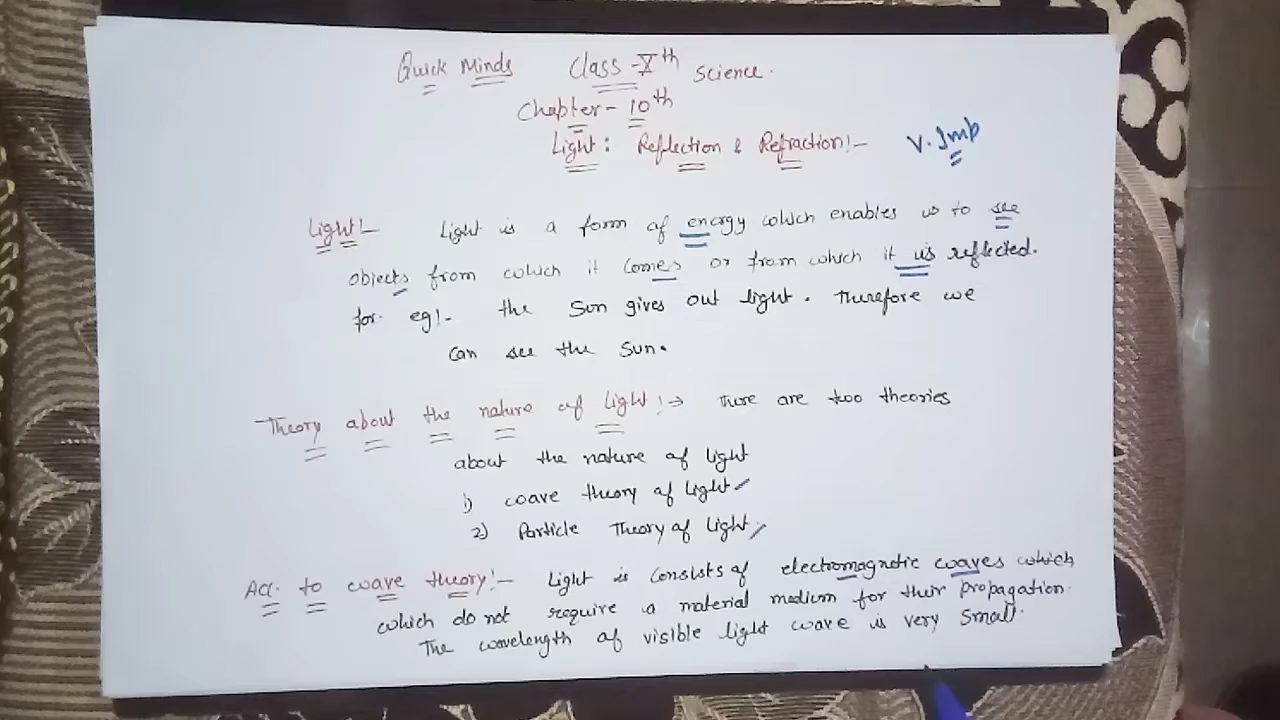 Quick Minds Class-Xth Science.
Chapter-10th
Light: Reflection & Refraction!- V. Imp
Light!- Light is a form of energy which enables us to see
objects from which it comes or from which it is reflected.
for. eg!- the Sun gives out light. Therefore we
can see the sun.
Theory about the nature of light!→ There are two theories
about the nature of light
1) wave theory of light
2) Particle Theory of light
Acc. to wave theory!- Light is consists of electromagnetic waves which
which do not require a material medium for their propagation.
The wavelength of visible light wave is very small.